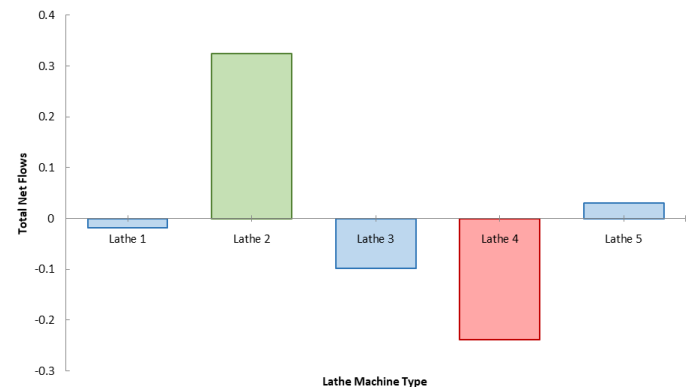 0.4
0.3
0.2
0.1
0
-0.1
-0.2
-0.3
Total Net Flows
Lathe 1 Lathe 2 Lathe 3 Lathe 4 Lathe 5
Lathe Machine Type